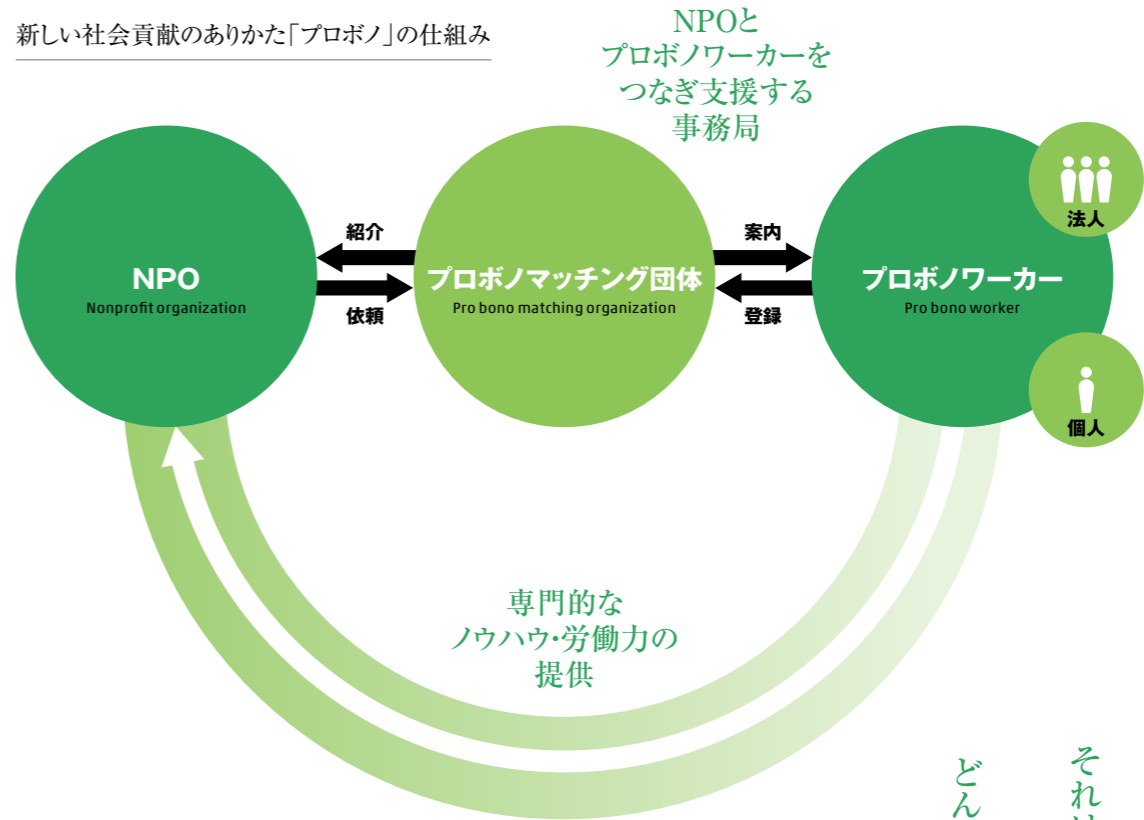 新しい社会貢献のありかた「プロボノ」の仕組み
NPOと
プロボノワーカーを
つなぎ支援する
事務局
NPO
Nonprofit organization
紹介
依頼
プロボノマッチング団体
Pro bono matching organization
案内
登録
プロボノワーカー
Pro bono worker
法人
個人
専門的な
ノウハウ・労働力の
提供
それは
どん